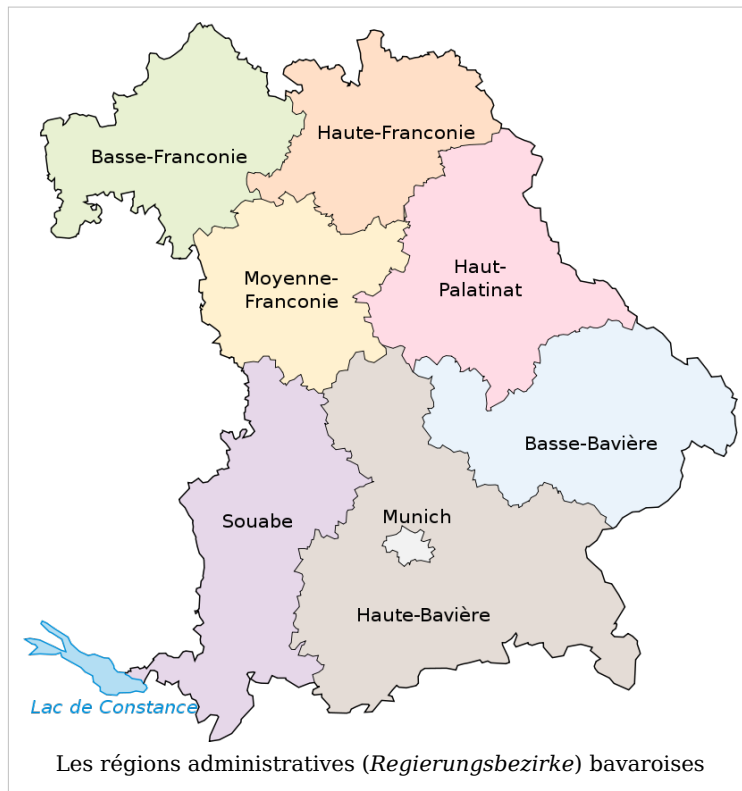 Haute-Franconie
Basse-Franconie
Haut-
Palatinat
Moyenne-
Franconie
Basse-Bavière
Souabe
Munich
Haute-Bavière
Lac de Constance
Les régions administratives (Regierungsbezirke) bavaroises